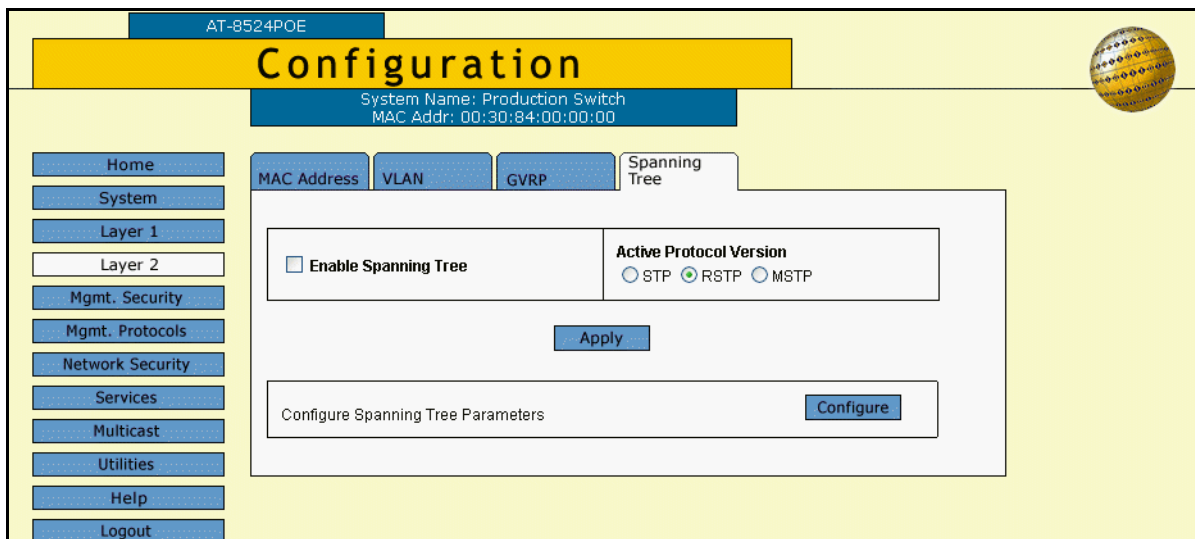 AT-8524POE
Configuration
System Name: Production Switch
MAC Addr: 00:30:84:00:00:00
Home
System
Layer 1
Layer 2
Mgmt. Security
Mgmt. Protocols
Network Security
Services
Multicast
Utilities
Help
Logout
MAC Address
VLAN
GVRP
Spanning
Tree
Enable Spanning Tree
Active Protocol Version
STP RSTP MSTP
Apply
Configure Spanning Tree Parameters
Configure